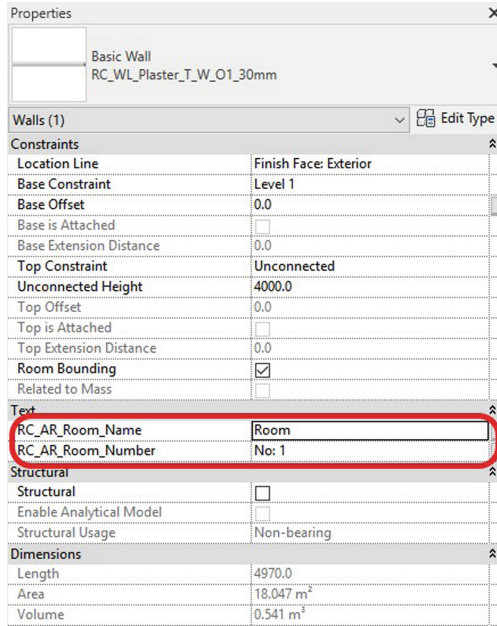 Properties
Basic Wall
RC_WL_Plaster_T_W_O1_30mm
Walls (1) Edit Type
Constraints
Location Line Finish Face: Exterior
Base Constraint Level 1
Base Offset 0.0
Base is Attached
Base Extension Distance 0.0
Top Constraint Unconnected
Unconnected Height 4000.0
Top Offset 0.0
Top is Attached
Top Extension Distance 0.0
Room Bounding
Related to Mass
Text
RC_AR_Room_Name Room
RC_AR_Room_Number No: 1
Structural
Structural
Enable Analytical Model
Structural Usage Non-bearing
Dimensions
Length 4970.0
Area 18.047 m²
Volume 0.541 m³